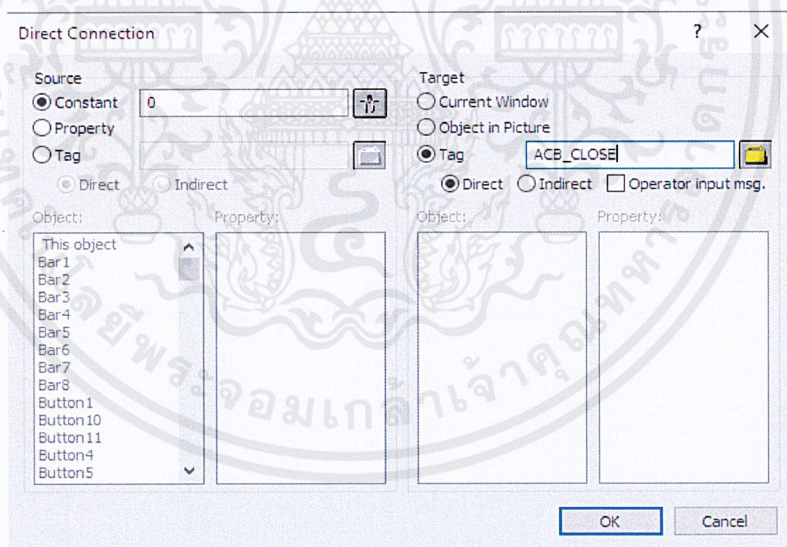 Direct Connection ? ×
Source
Constant 0
Property
Tag
Direct Indirect
Object: Property:
This object
Bar1
Bar2
Bar3
Bar4
Bar5
Bar6
Bar7
Bar8
Button1
Button10
Button11
Button4
Button5
Target
Current Window
Object in Picture
Tag ACB_CLOSE
Direct Indirect Operator input msg.
Object: Property:
OK Cancel